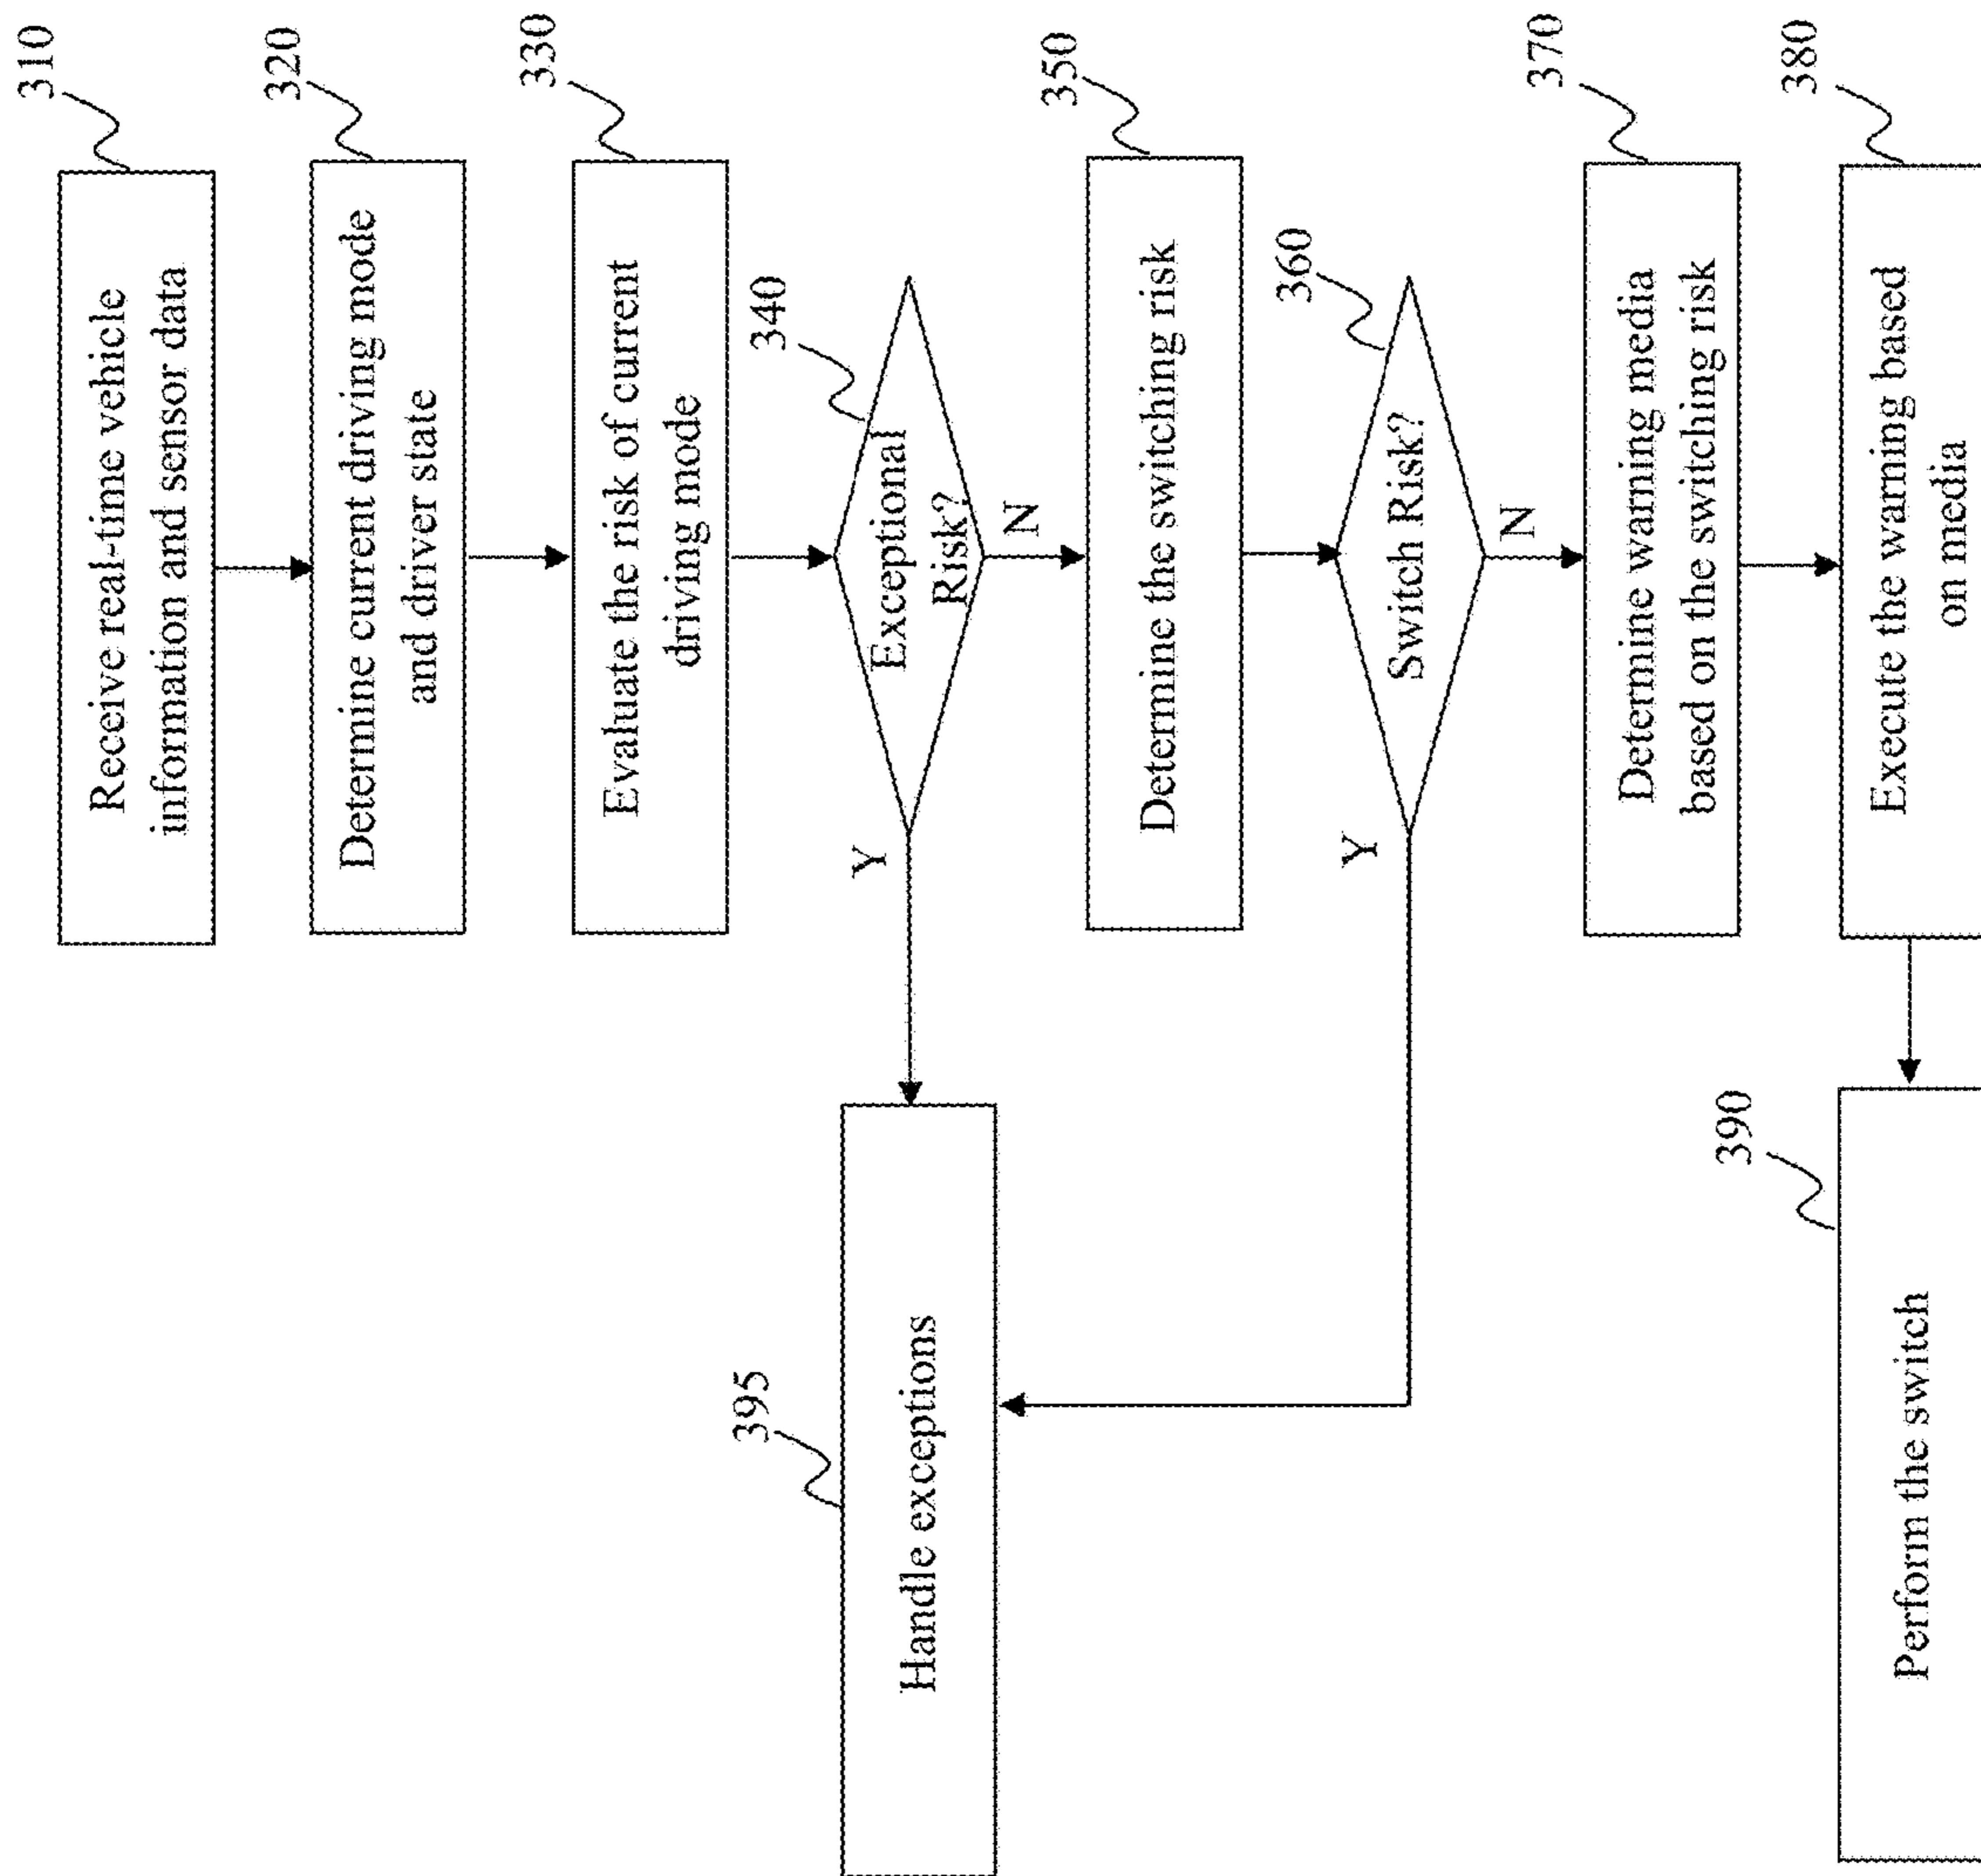 310
Receive real-time vehicle
information and sensor data
320
Determine current driving mode
and driver state
330
Evaluate the risk of current
driving mode
340
Exceptional
Risk?
Y
N
350
Determine the switching risk
360
Switch Risk?
Y
N
370
Determine warning media
based on the switching risk
380
Execute the warning based
on media
390
Perform the switch
395
Handle exceptions